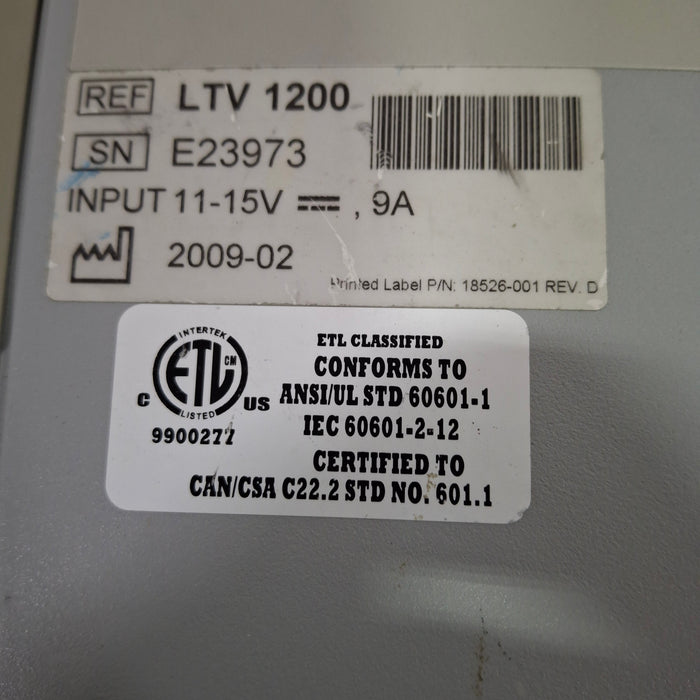 REF LTV 1200
SN E23973
INPUT 11-15V ⎓ , 9A
2009-02
Printed Label P/N: 18526-001 REV. D
INTERTEK
ETL CM
LISTED
C US
9900277
ETL CLASSIFIED
CONFORMS TO
ANSI/UL STD 60601-1
IEC 60601-2-12
CERTIFIED TO
CAN/CSA C22.2 STD NO. 601.1